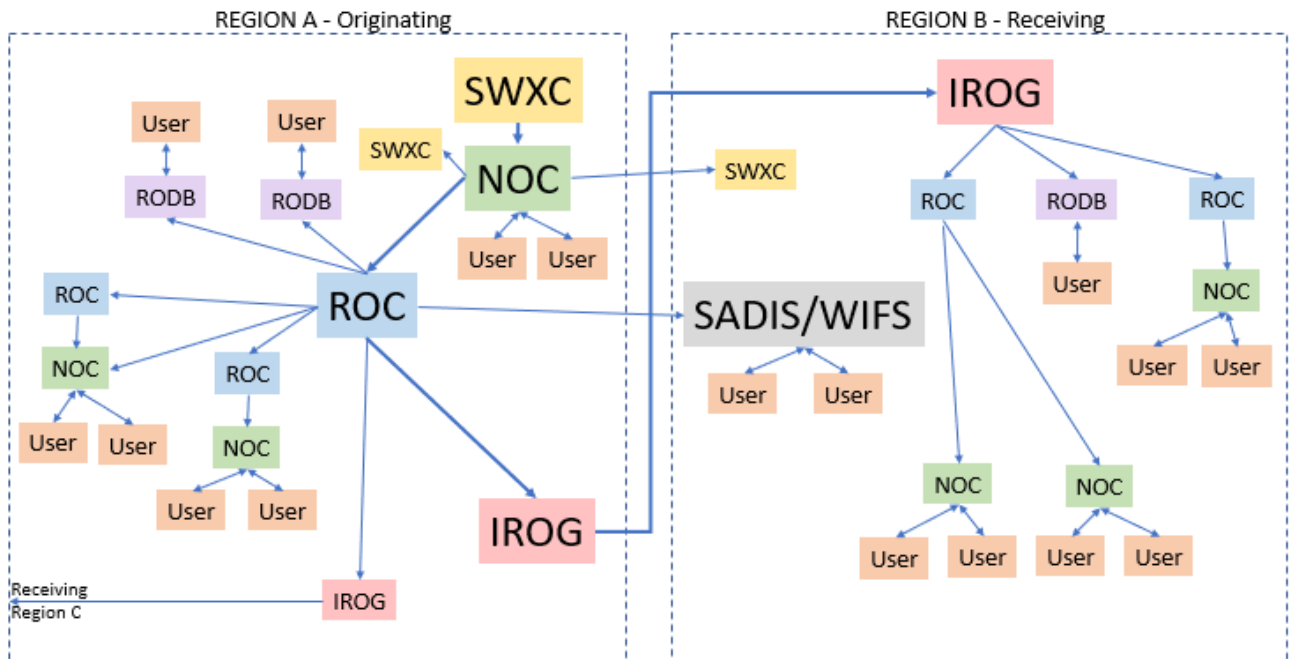 REGION A - Originating
REGION B - Receiving
SWXC
IROG
User
User
SWXC
NOC
SWXC
RODB
RODB
ROC
RODB
ROC
User
User
User
ROC
ROC
SADIS/WIFS
NOC
NOC
ROC
User
User
User
User
User
User
NOC
NOC
NOC
User
User
IROG
User
User
User
User
Receiving
Region C
IROG